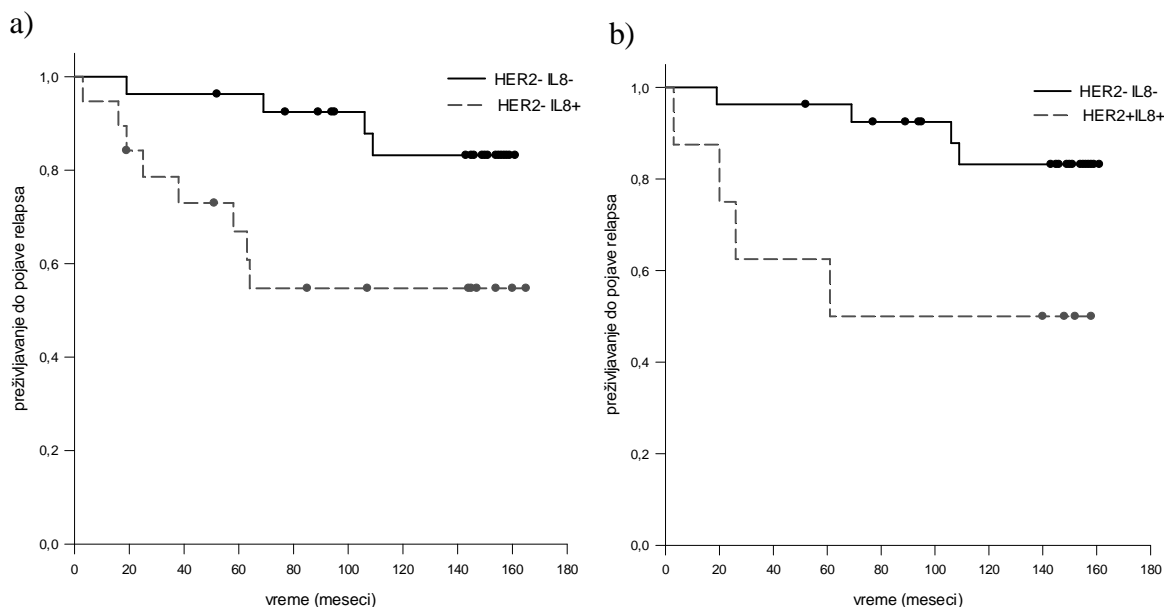 a)
HER2- IL8-
HER2- IL8+
1,0
0,8
0,6
0,4
0,2
0,0
preživljavanje do pojave relapsa
0 20 40 60 80 100 120 140 160 180
vreme (meseci)
b)
HER2- IL8-
HER2+IL8+
1,0
0,8
0,6
0,4
0,2
0,0
preživljavanje do pojave relapsa
0 20 40 60 80 100 120 140 160 180
vreme (meseci)